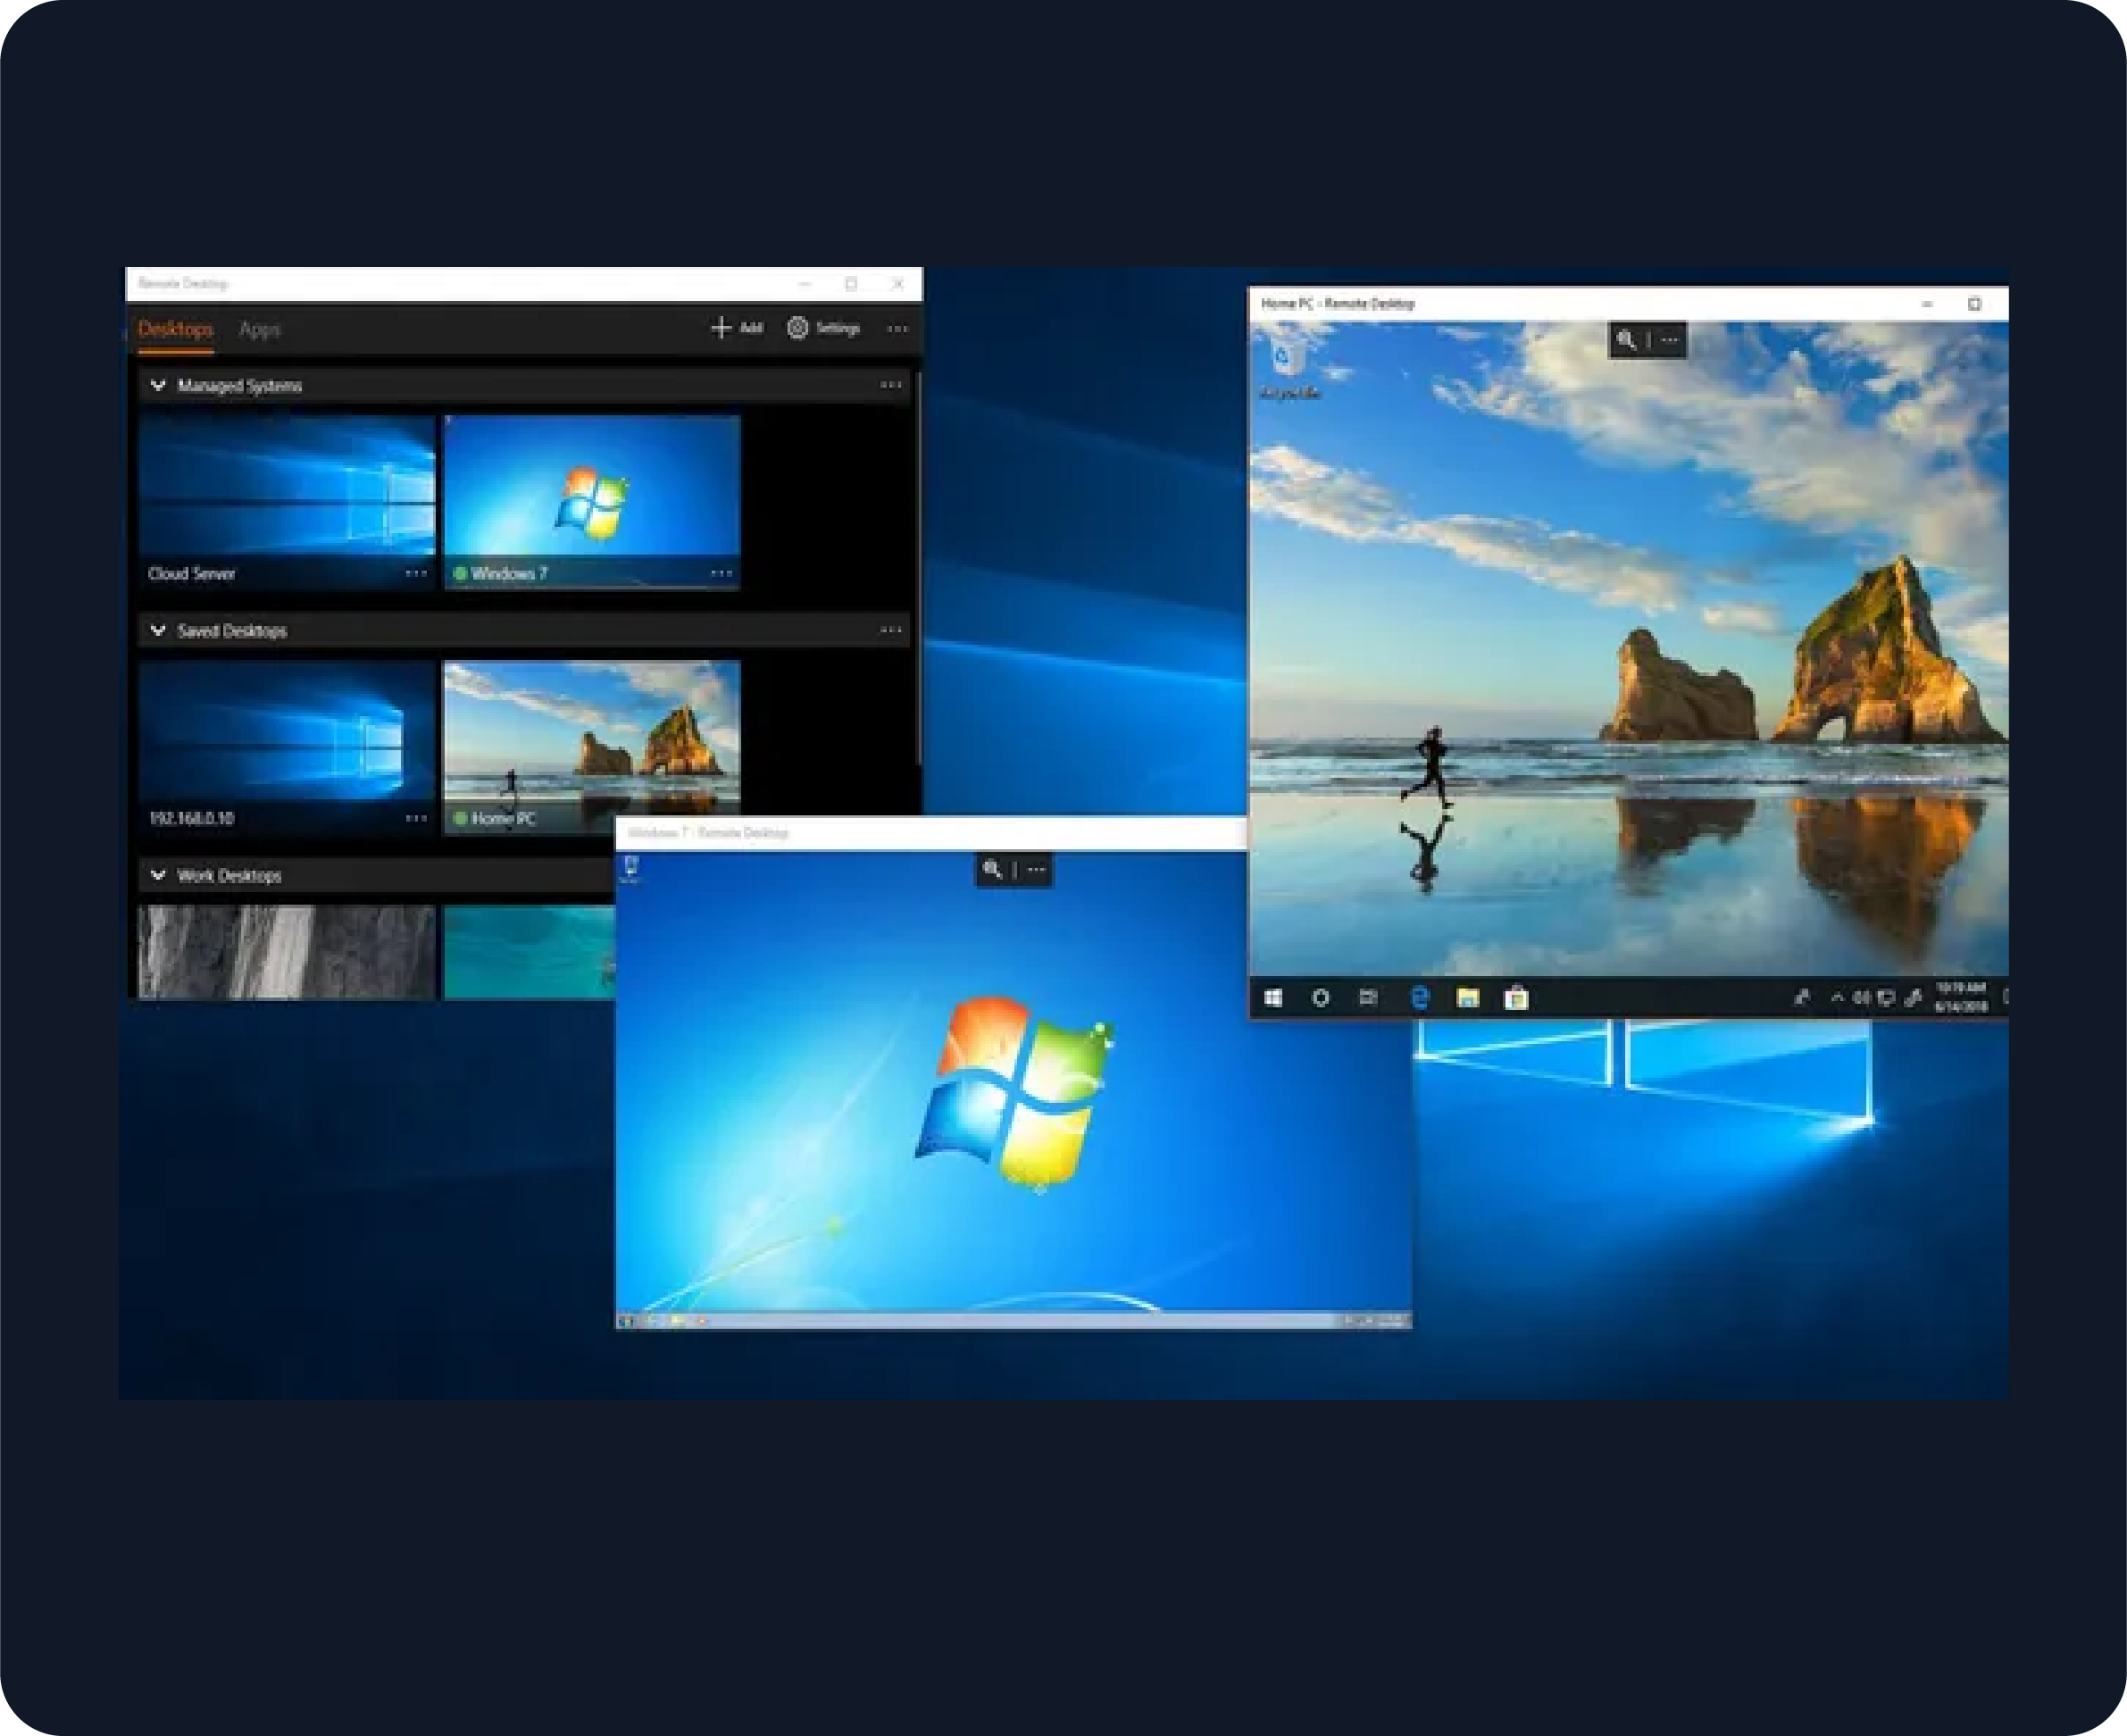 Remote Desktop
Desktops Apps Add Settings
Managed Systems
Cloud Server Windows 7
Saved Desktops
192.168.0.10 Home PC
Work Desktops
Home PC - Remote Desktop
Recycle Bin
10:19 AM
6/14/2018
Windows 7 - Remote Desktop